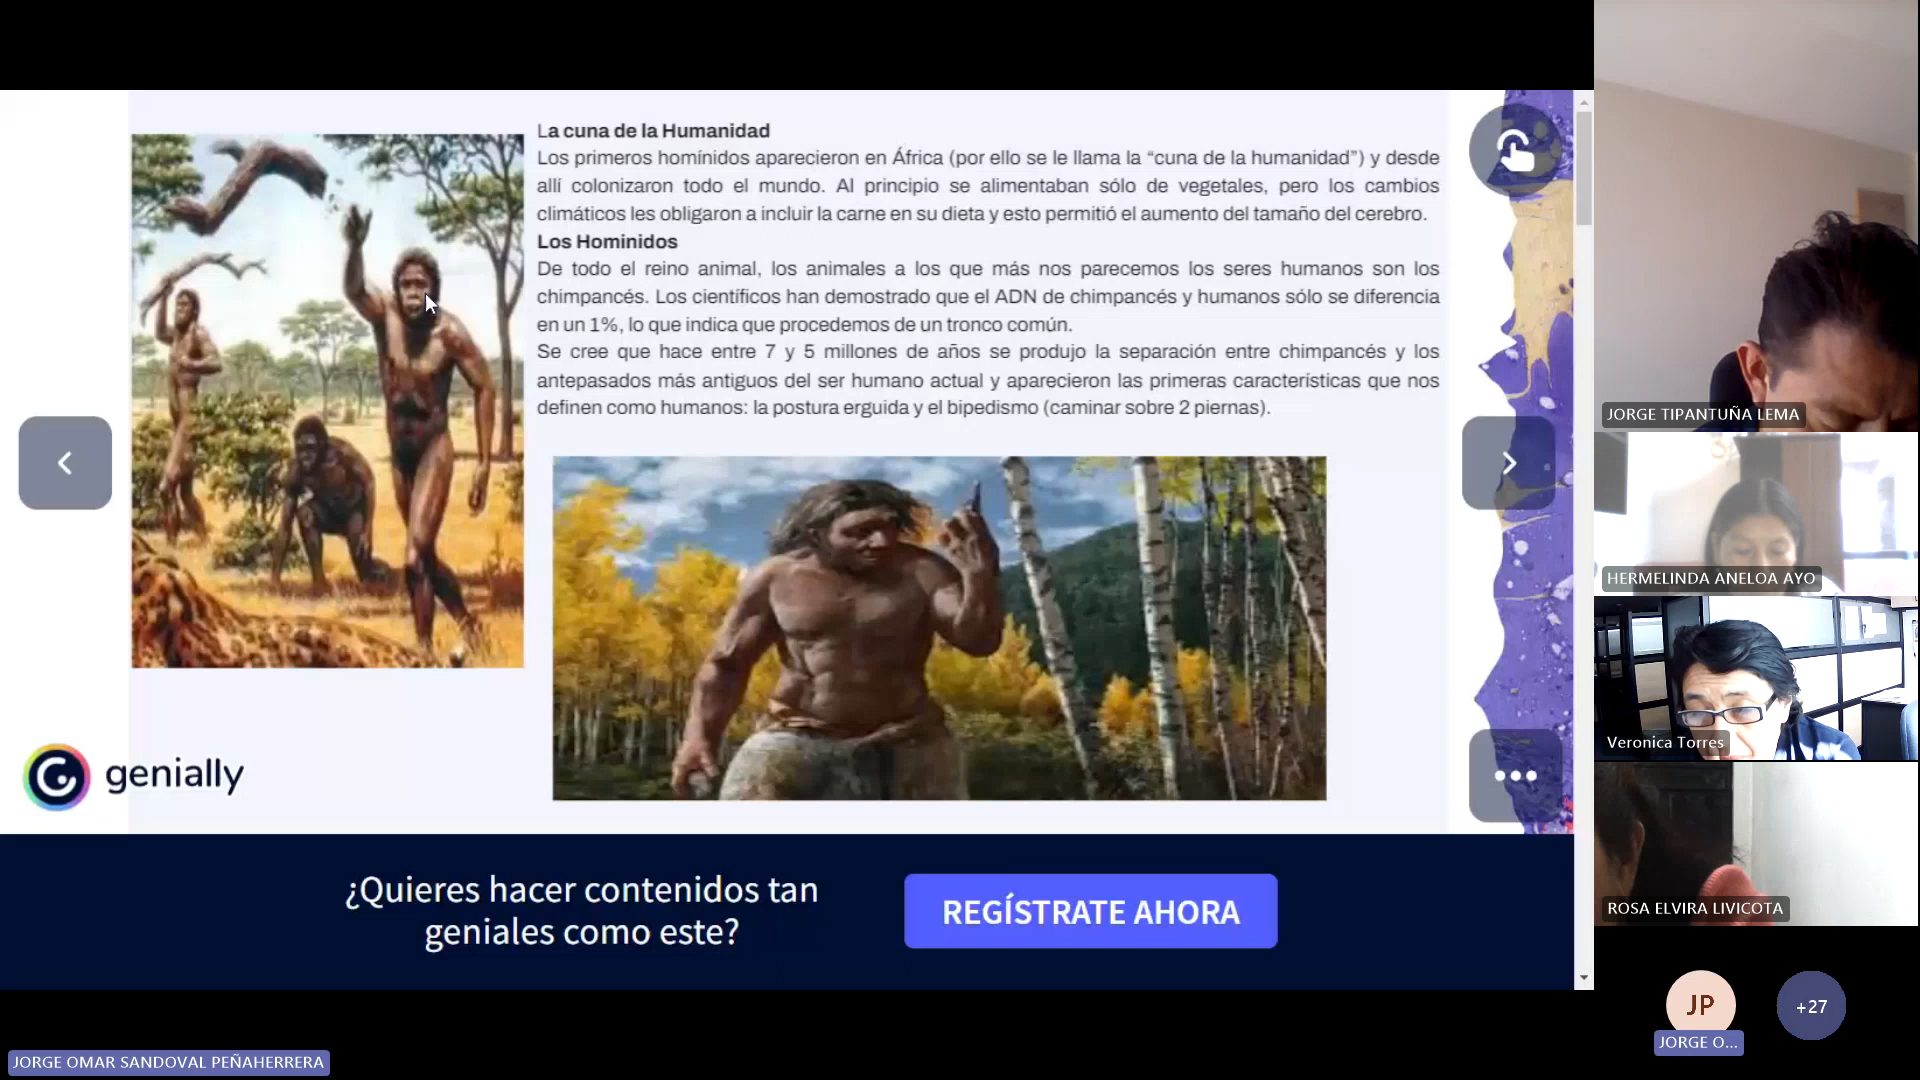 La cuna de la Humanidad
Los primeros homínidos aparecieron en África (por ello se le llama la “cuna de la humanidad”) y desde
allí colonizaron todo el mundo. Al principio se alimentaban sólo de vegetales, pero los cambios
climáticos les obligaron a incluir la carne en su dieta y esto permitió el aumento del tamaño del cerebro.
Los Hominidos
De todo el reino animal, los animales a los que más nos parecemos los seres humanos son los
chimpancés. Los científicos han demostrado que el ADN de chimpancés y humanos sólo se diferencia
en un 1%, lo que indica que procedemos de un tronco común.
Se cree que hace entre 7 y 5 millones de años se produjo la separación entre chimpancés y los
antepasados más antiguos del ser humano actual y aparecieron las primeras características que nos
definen como humanos: la postura erguida y el bipedismo (caminar sobre 2 piernas).
genially
¿Quieres hacer contenidos tan
geniales como este?
REGÍSTRATE AHORA
JORGE TIPANTUÑA LEMA
HERMELINDA ANELOA AYO
Veronica Torres
ROSA ELVIRA LIVICOTA
JP
+27
JORGE O...
JORGE OMAR SANDOVAL PEÑAHERRERA